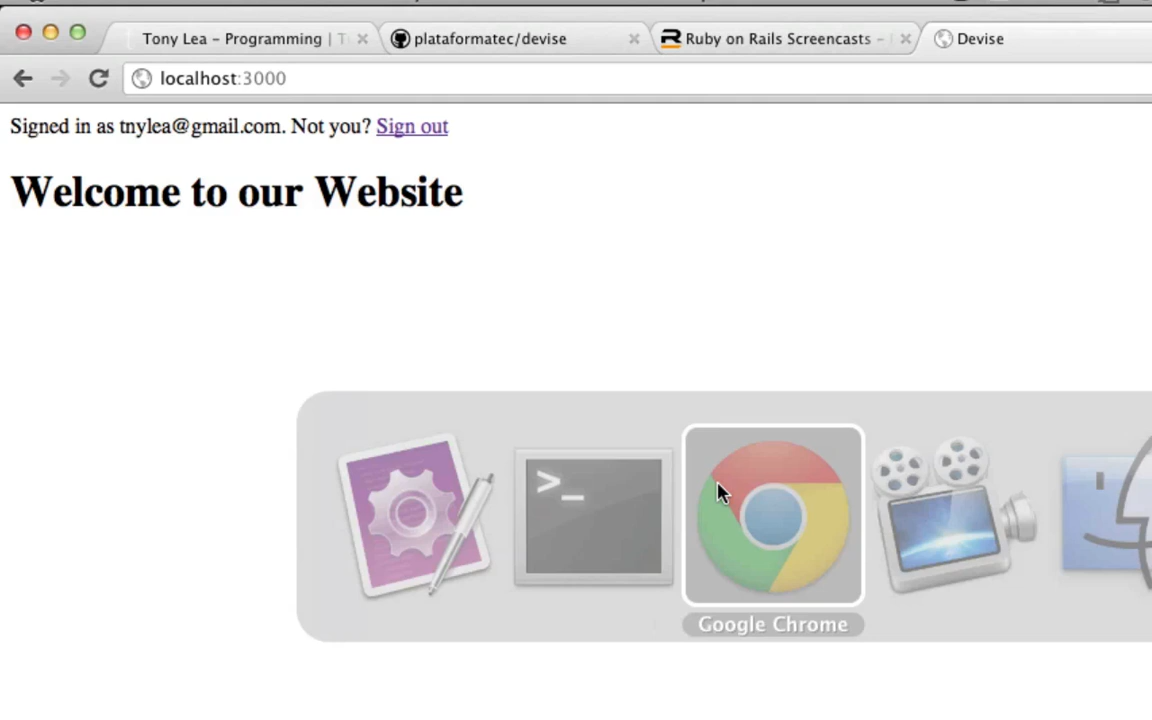 Tony Lea – Programming | T
plataformatec/devise
Ruby on Rails Screencasts –
Devise
localhost:3000
Signed in as tnylea@gmail.com. Not you? Sign out
Welcome to our Website
>_
Google Chrome